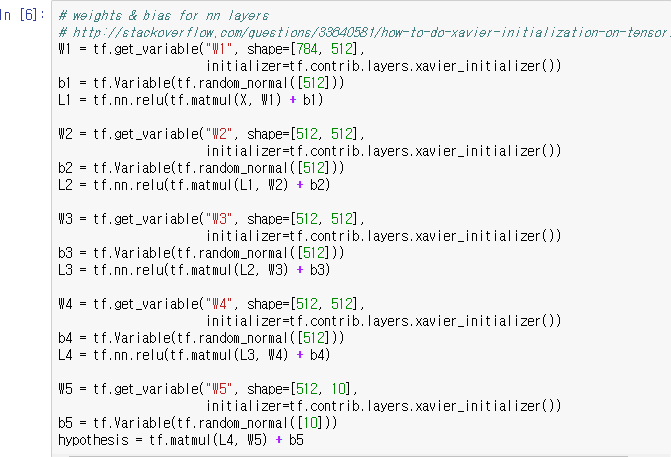 In [6]:
# weights & bias for nn layers
# http://stackoverflow.com/questions/33640581/how-to-do-xavier-initialization-on-tensor
W1 = tf.get_variable("W1", shape=[784, 512],
                     initializer=tf.contrib.layers.xavier_initializer())
b1 = tf.Variable(tf.random_normal([512]))
L1 = tf.nn.relu(tf.matmul(X, W1) + b1)

W2 = tf.get_variable("W2", shape=[512, 512],
                     initializer=tf.contrib.layers.xavier_initializer())
b2 = tf.Variable(tf.random_normal([512]))
L2 = tf.nn.relu(tf.matmul(L1, W2) + b2)

W3 = tf.get_variable("W3", shape=[512, 512],
                     initializer=tf.contrib.layers.xavier_initializer())
b3 = tf.Variable(tf.random_normal([512]))
L3 = tf.nn.relu(tf.matmul(L2, W3) + b3)

W4 = tf.get_variable("W4", shape=[512, 512],
                     initializer=tf.contrib.layers.xavier_initializer())
b4 = tf.Variable(tf.random_normal([512]))
L4 = tf.nn.relu(tf.matmul(L3, W4) + b4)

W5 = tf.get_variable("W5", shape=[512, 10],
                     initializer=tf.contrib.layers.xavier_initializer())
b5 = tf.Variable(tf.random_normal([10]))
hypothesis = tf.matmul(L4, W5) + b5